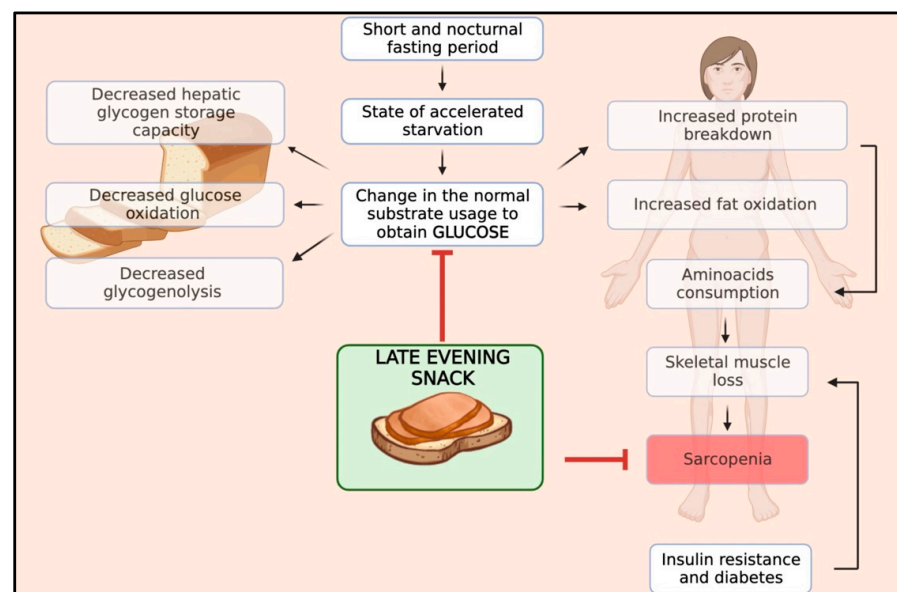 Short and nocturnal
fasting period
Decreased hepatic
glycogen storage
capacity
State of accelerated
starvation
Increased protein
breakdown
Decreased glucose
oxidation
Change in the normal
substrate usage to
obtain GLUCOSE
Increased fat oxidation
Decreased
glycogenolysis
Aminoacids
consumption
LATE EVENING
SNACK
Skeletal muscle
loss
Sarcopenia
Insulin resistance
and diabetes